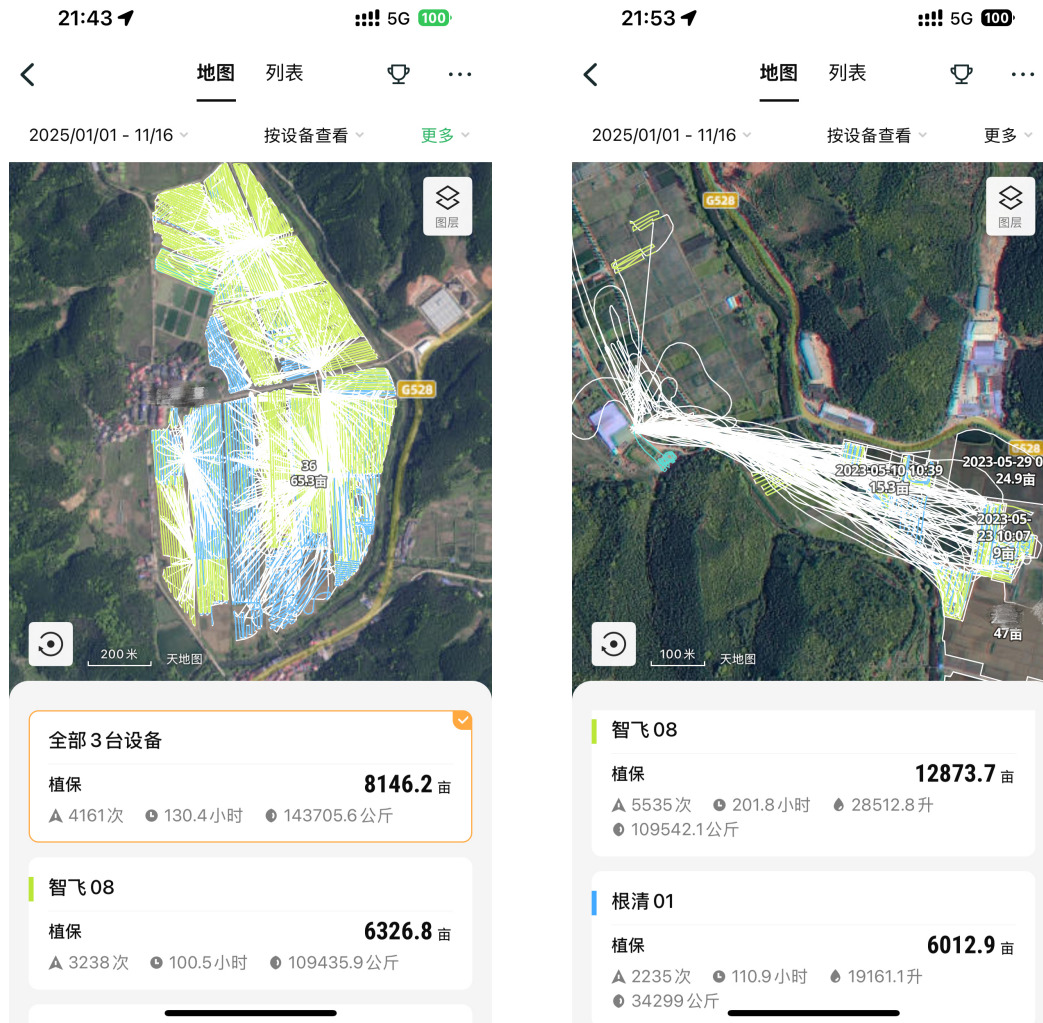 21:43
5G 100
地图 列表
2025/01/01 - 11/16 按设备查看 更多
图层
G528
36
65.3亩
200米 天地图
全部3台设备
植保 8146.2 亩
4161次 130.4小时 143705.6公斤
智飞08
植保 6326.8 亩
3238次 100.5小时 109435.9公斤
21:53
5G 100
地图 列表
2025/01/01 - 11/16 按设备查看 更多
G528
图层
G528
2023-05-10 10:39
15.3亩
2023-05-29 0
24.9亩
2023-05-
23 10:07
9亩
47亩
100米 天地图
智飞08
植保 12873.7 亩
5535次 201.8小时 28512.8升
109542.1公斤
根清01
植保 6012.9 亩
2235次 110.9小时 19161.1升
34299公斤